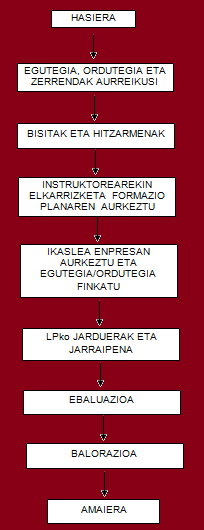 HASIERA
EGUTEGIA, ORDUTEGIA ETA
ZERRENDAK AURREIKUSI
BISITAK ETA HITZARMENAK
INSTRUKTOREAREKIN
ELKARRIZKETA  FORMAZIO
PLANAREN  AURKEZTU
IKASLEA ENPRESAN
AURKEZTU ETA
EGUTEGIA/ORDUTEGIA
FINKATU
LPko JARDUERAK ETA
JARRAIPENA
EBALUAZIOA
BALORAZIOA
AMAIERA